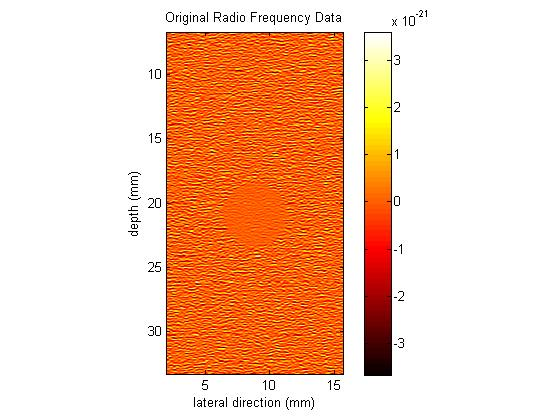 Original Radio Frequency Data
x 10-21
10
15
20
25
30
depth (mm)
5 10 15
lateral direction (mm)
3
2
1
0
-1
-2
-3